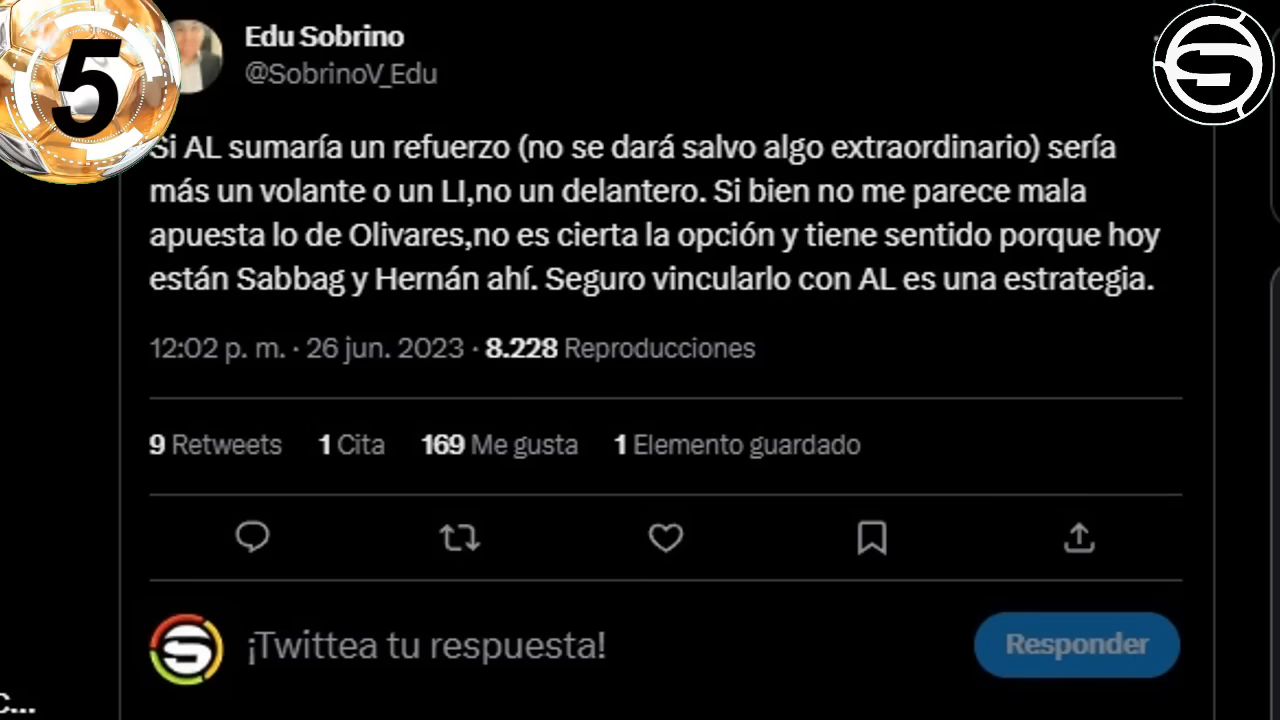 5
Edu Sobrino
@SobrinoV_Edu
Si AL sumaría un refuerzo (no se dará salvo algo extraordinario) sería
más un volante o un LI,no un delantero. Si bien no me parece mala
apuesta lo de Olivares,no es cierta la opción y tiene sentido porque hoy
están Sabbag y Hernán ahí. Seguro vincularlo con AL es una estrategia.
12:02 p. m. · 26 jun. 2023 · 8.228 Reproducciones
9 Retweets 1 Cita 169 Me gusta 1 Elemento guardado
¡Twittea tu respuesta!
Responder